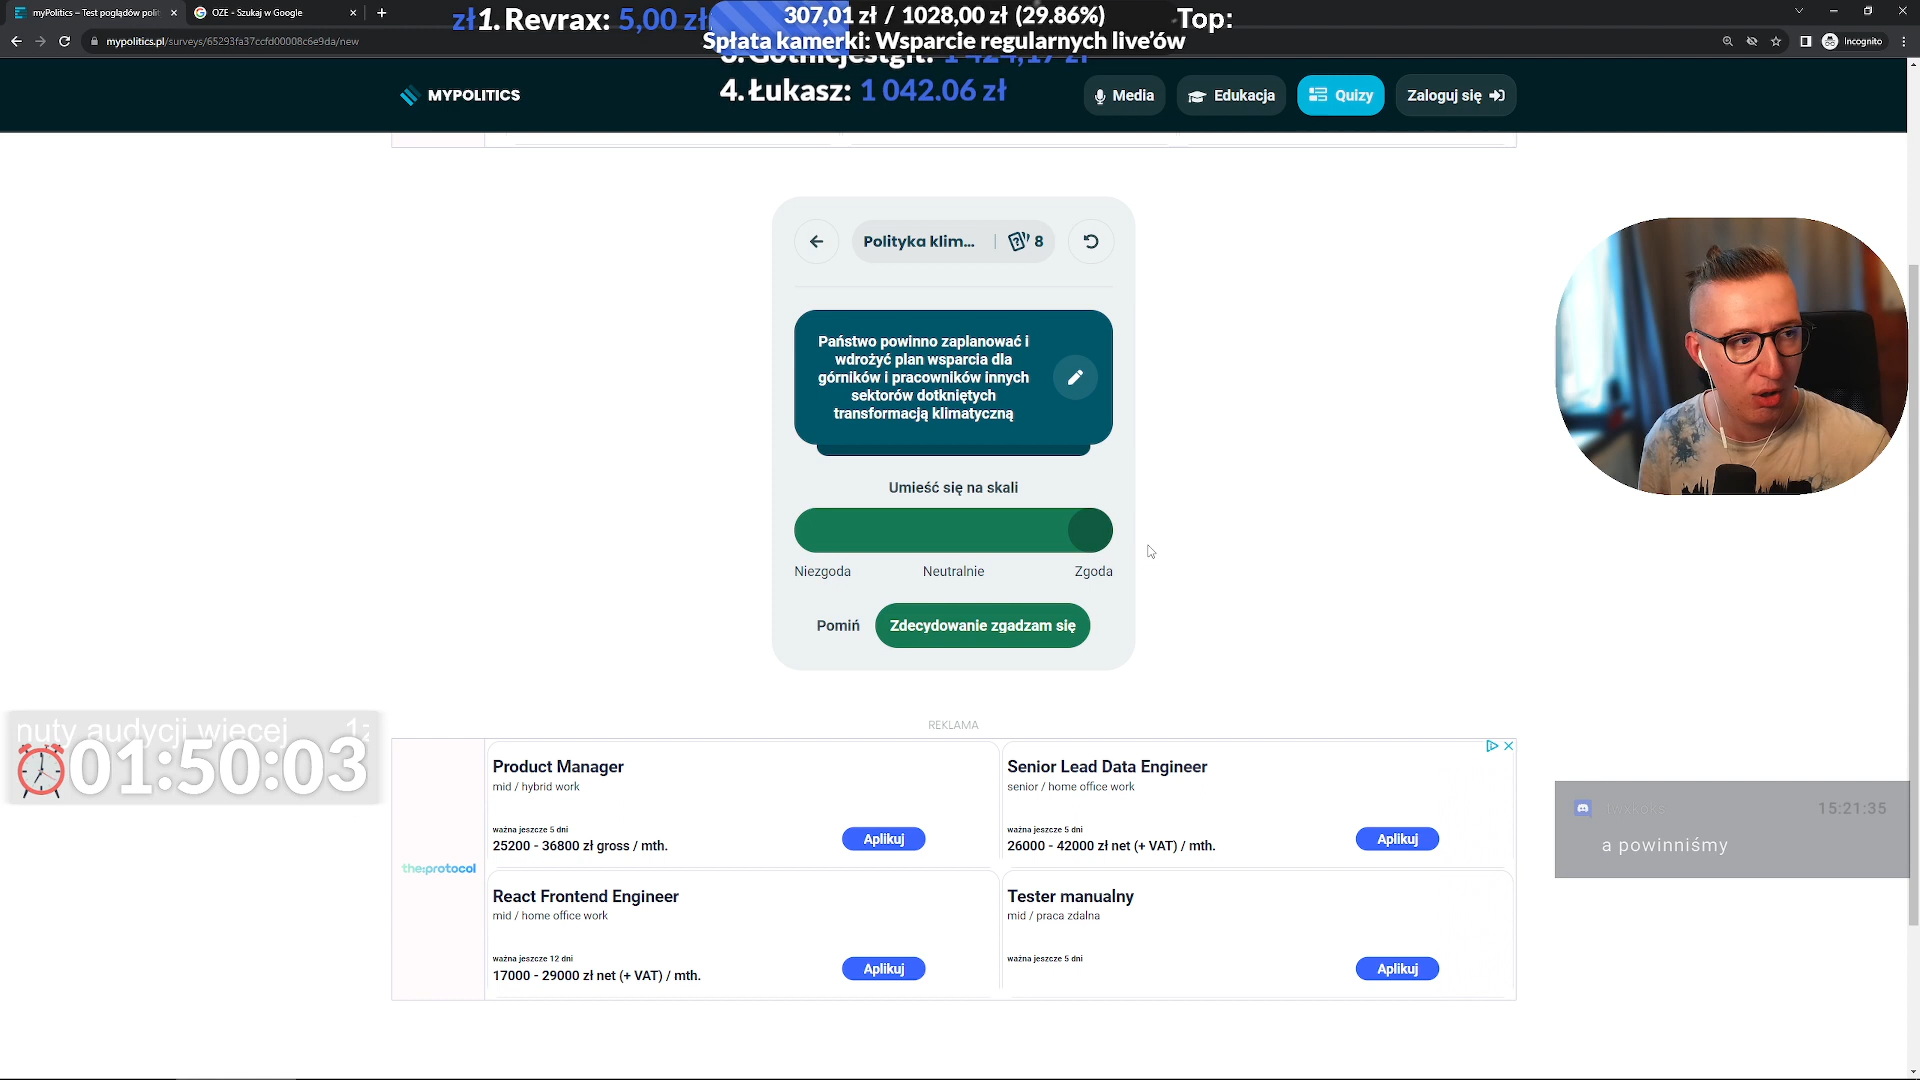 myPolitics – Test poglądów poli
OZE - Szukaj w Google
mypolitics.pl/surveys/65293fa37ccfd00008c6e9da/new
Incognito
zł
1. Revrax: 5,00 zł
307,01 zł / 1028,00 zł (29.86%)
Spłata kamerki: Wsparcie regularnych live’ów
Top:
4. Łukasz: 1 042.06 zł
MYPOLITICS
Media
Edukacja
Quizy
Zaloguj się
Polityka klim...
8
Państwo powinno zaplanować i
wdrożyć plan wsparcia dla
górników i pracowników innych
sektorów dotkniętych
transformacją klimatyczną
Umieść się na skali
Niezgoda
Neutralnie
Zgoda
Pomiń
Zdecydowanie zgadzam się
nuty audycji więcej
01:50:03
REKLAMA
the:protocol
Product Manager
mid / hybrid work
ważna jeszcze 5 dni
25200 - 36800 zł gross / mth.
Aplikuj
Senior Lead Data Engineer
senior / home office work
ważna jeszcze 5 dni
26000 - 42000 zł net (+ VAT) / mth.
Aplikuj
React Frontend Engineer
mid / home office work
ważna jeszcze 12 dni
17000 - 29000 zł net (+ VAT) / mth.
Aplikuj
Tester manualny
mid / praca zdalna
ważna jeszcze 5 dni
Aplikuj
15:21:35
a powinniśmy